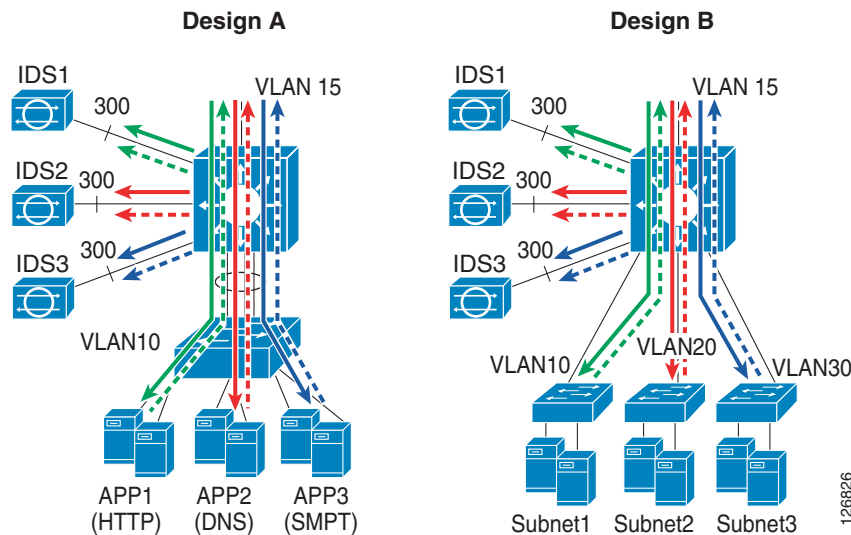 Design A
IDS1
300
VLAN 15
IDS2
300
IDS3
300
VLAN10
APP1
(HTTP)
APP2
(DNS)
APP3
(SMPT)
Design B
IDS1
300
VLAN 15
IDS2
300
IDS3
300
VLAN10
VLAN20
VLAN30
Subnet1
Subnet2
Subnet3
126826